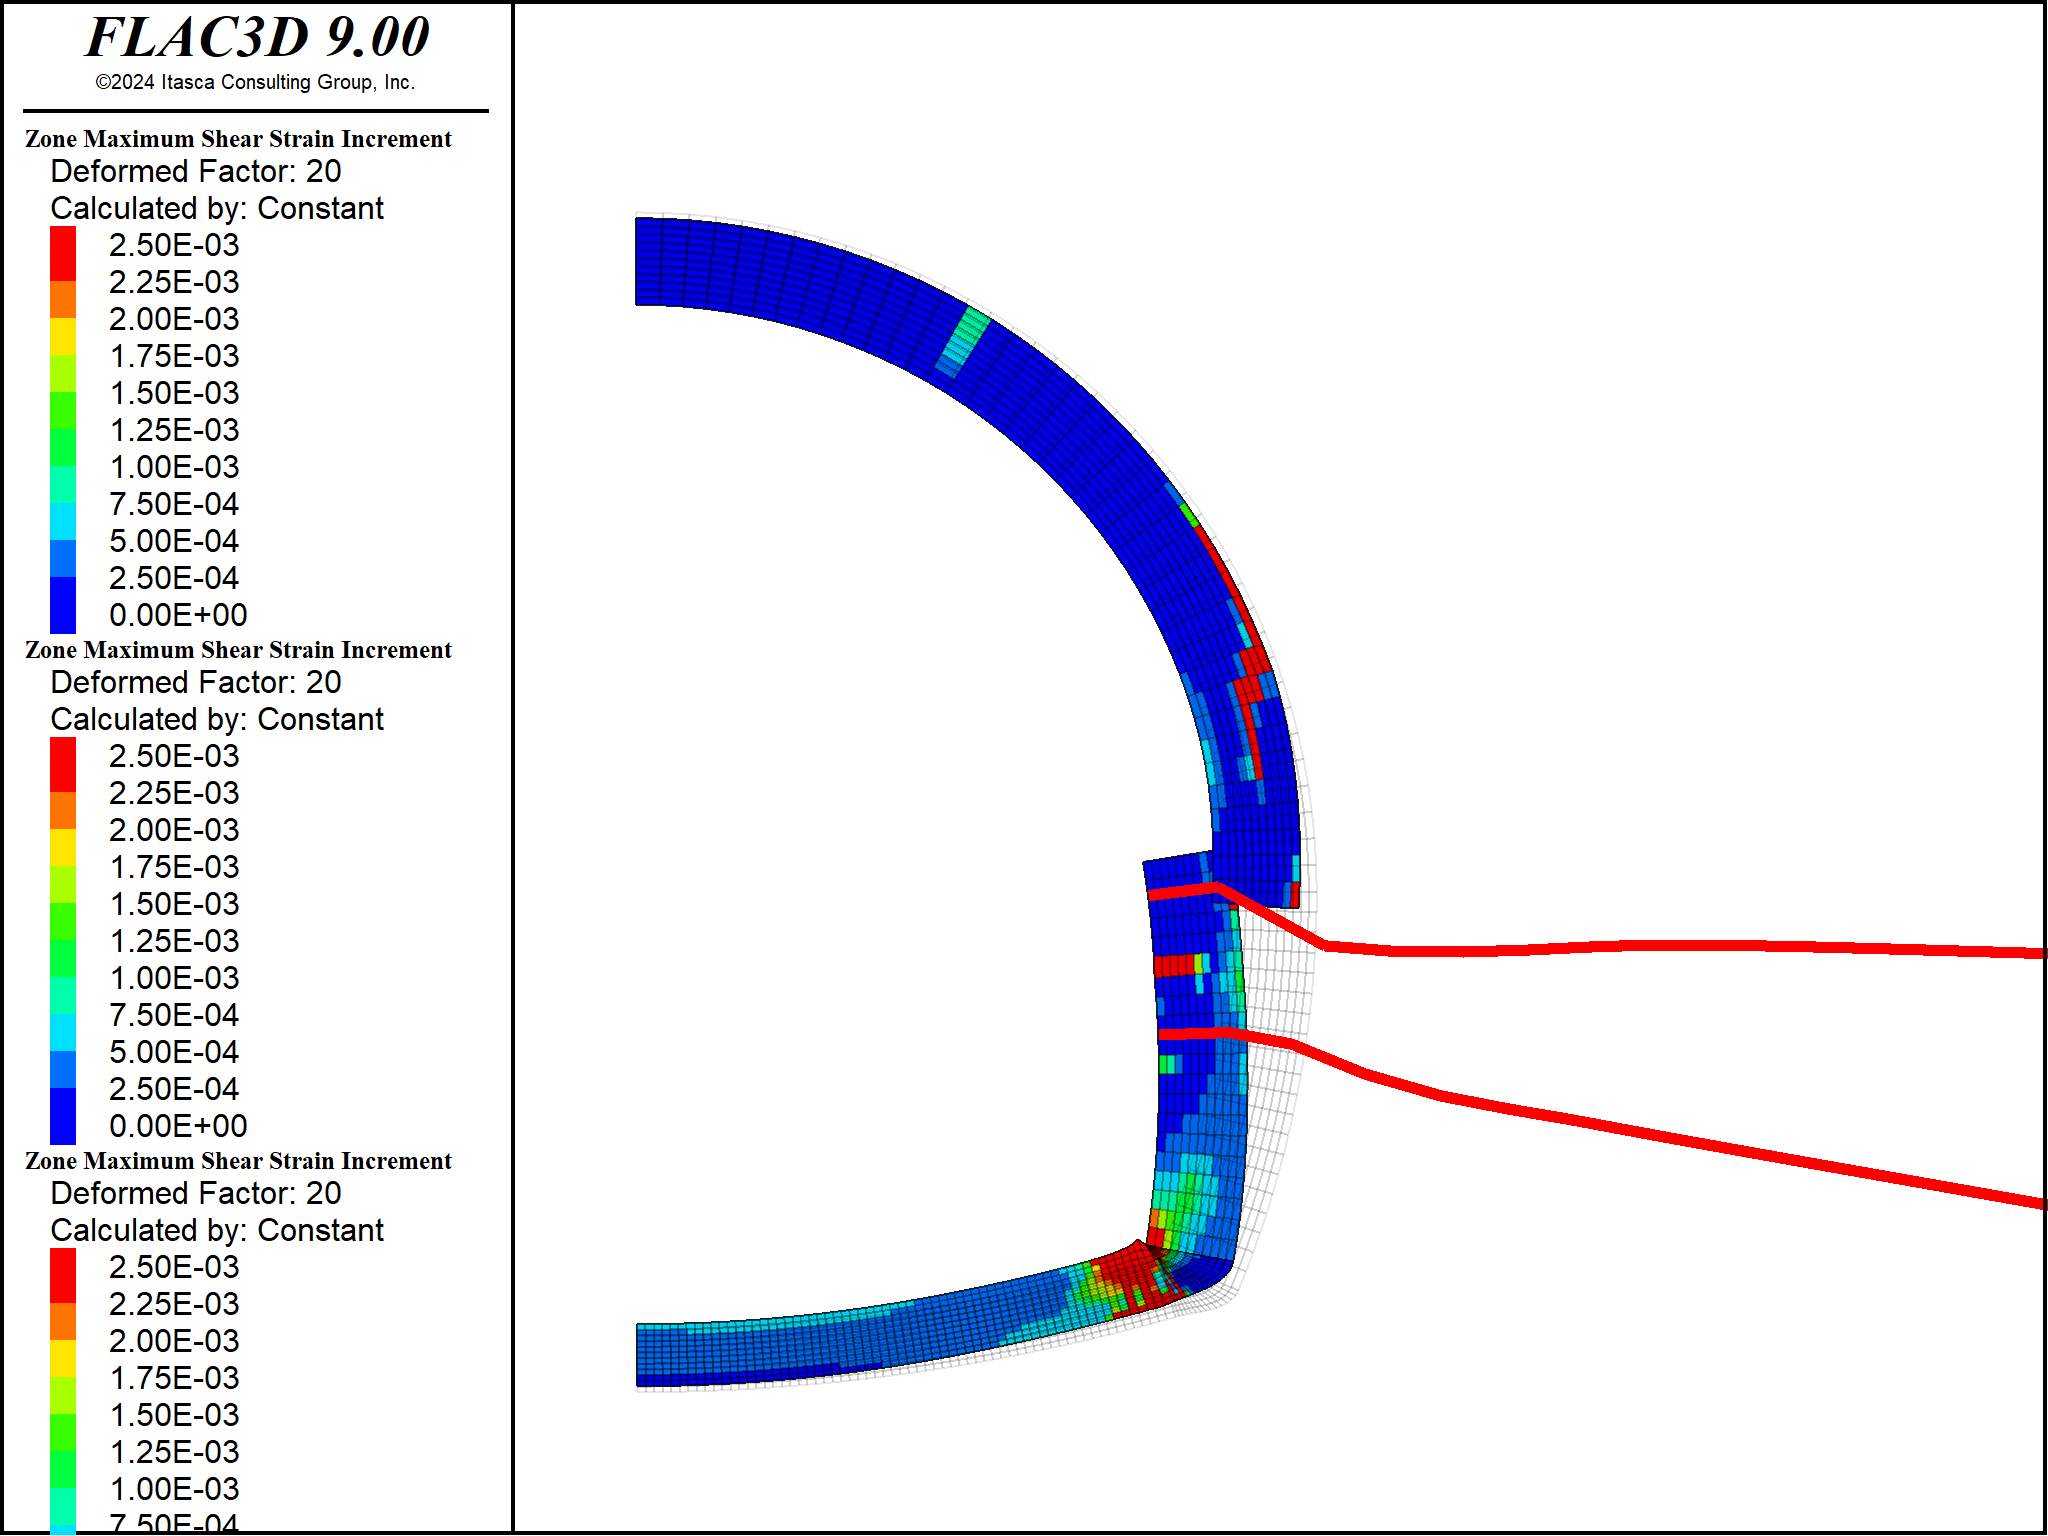 FLAC3D 9.00
©2024 Itasca Consulting Group, Inc.
Zone Maximum Shear Strain Increment
Deformed Factor: 20
Calculated by: Constant
2.50E-03
2.25E-03
2.00E-03
1.75E-03
1.50E-03
1.25E-03
1.00E-03
7.50E-04
5.00E-04
2.50E-04
0.00E+00
Zone Maximum Shear Strain Increment
Deformed Factor: 20
Calculated by: Constant
2.50E-03
2.25E-03
2.00E-03
1.75E-03
1.50E-03
1.25E-03
1.00E-03
7.50E-04
5.00E-04
2.50E-04
0.00E+00
Zone Maximum Shear Strain Increment
Deformed Factor: 20
Calculated by: Constant
2.50E-03
2.25E-03
2.00E-03
1.75E-03
1.50E-03
1.25E-03
1.00E-03
7.50E-04